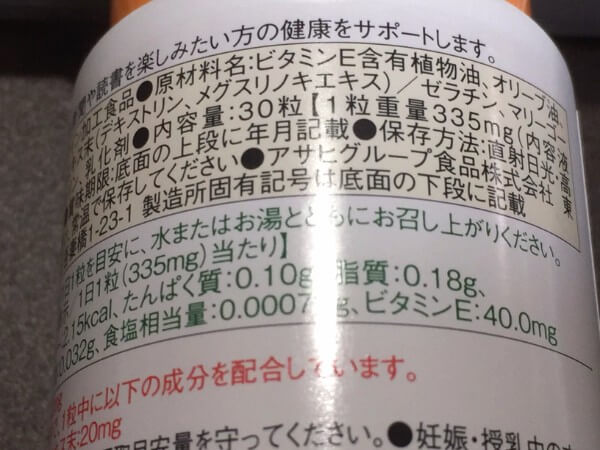 や読書を楽しみたい方の健康をサポートします。
加工食品●原材料名:ビタミンE含有植物油、オリーブ油、
ス末(デキストリン、メグスリノキエキス)／ゼラチン、マリーゴー
乳化剤●内容量:30粒【1粒重量335mg(内容液
味期限:底面の上段に年月記載●保存方法:直射日光・高
常温で保存してください●アサヒグループ食品株式会社 東
橋1-23-1 製造所固有記号は底面の下段に記載
1粒を目安に、水またはお湯とともにお召し上がりください。
1日1粒(335mg)当たり】
2.15kcal、たんぱく質:0.10g、脂質:0.18g、
0.032g、食塩相当量:0.0007 g、ビタミンE:40.0mg
粒中に以下の成分を配合しています。
ス末:20mg
取目安量を守ってください。●妊娠・授乳中の